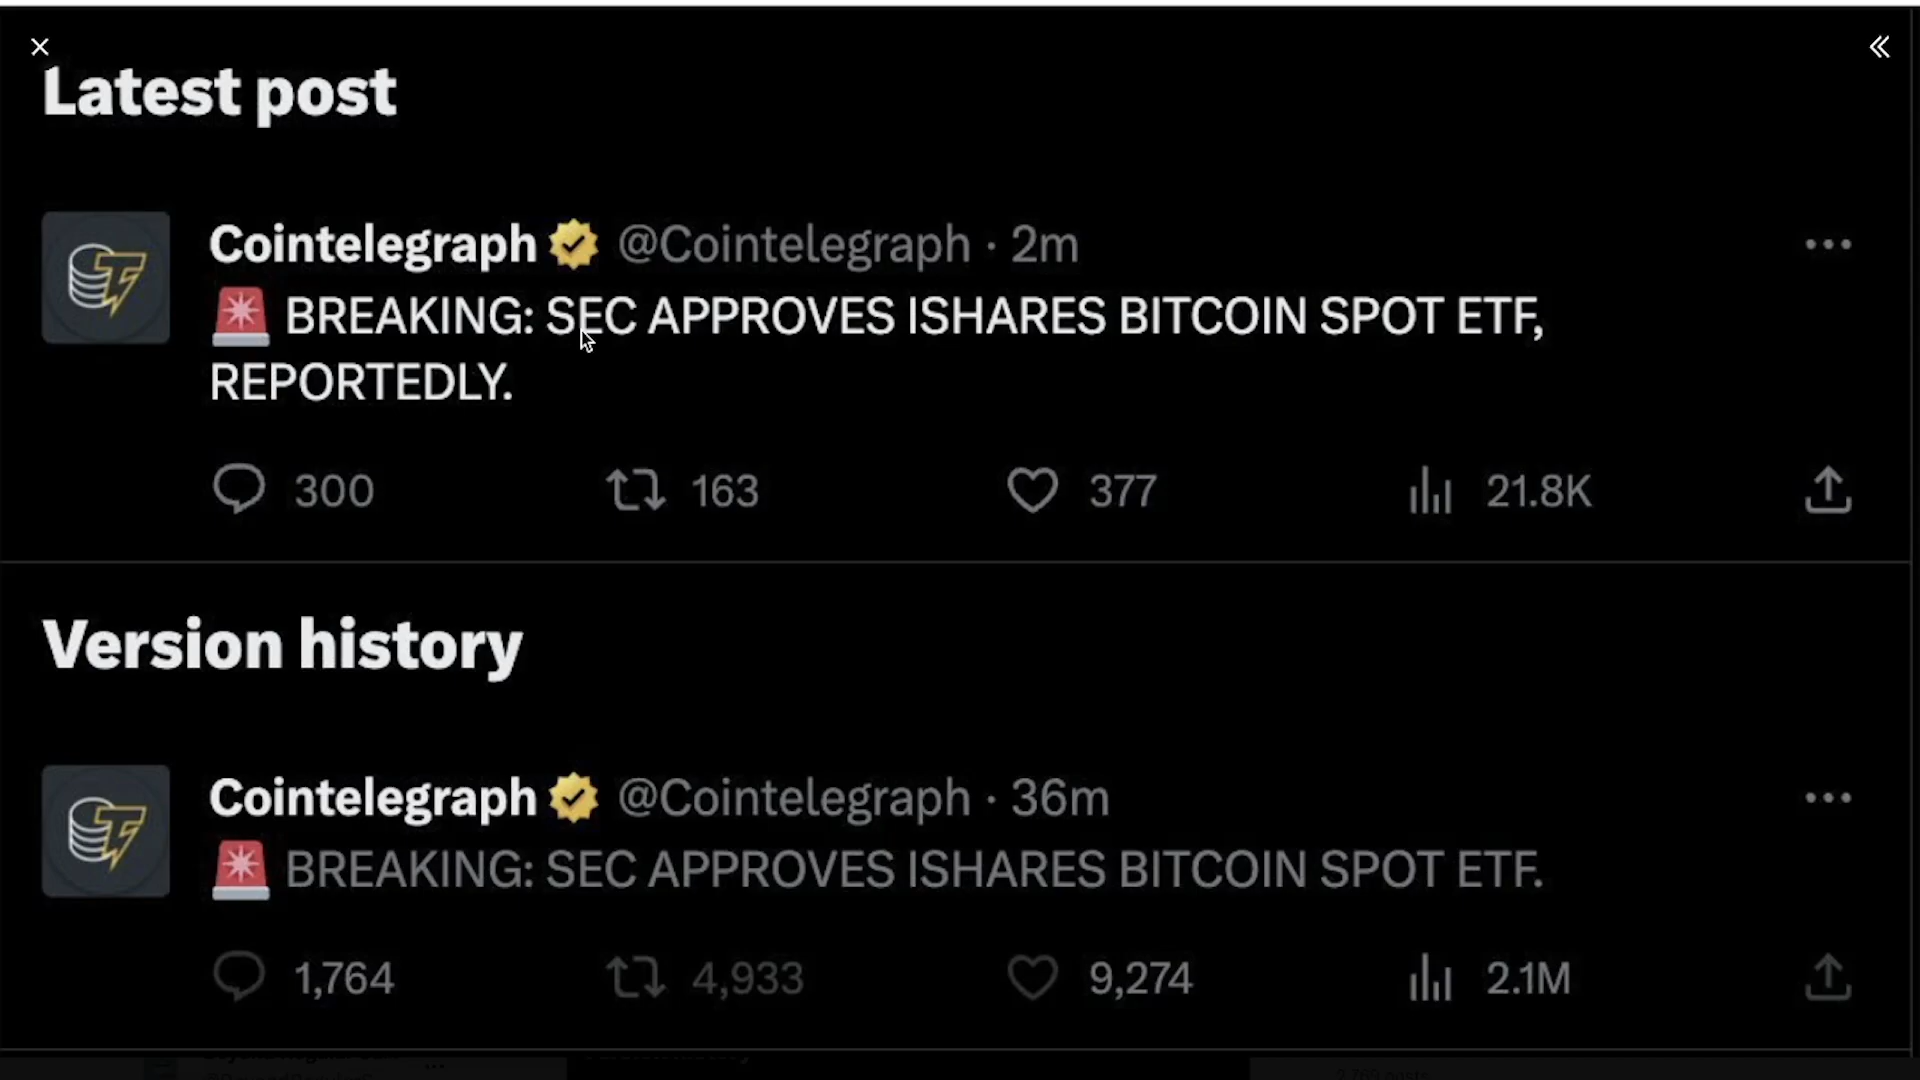 Latest post
Cointelegraph @Cointelegraph · 2m
🚨 BREAKING: SEC APPROVES ISHARES BITCOIN SPOT ETF,
REPORTEDLY.
300 163 377 21.8K
Version history
Cointelegraph @Cointelegraph · 36m
🚨 BREAKING: SEC APPROVES ISHARES BITCOIN SPOT ETF.
1,764 4,933 9,274 2.1M